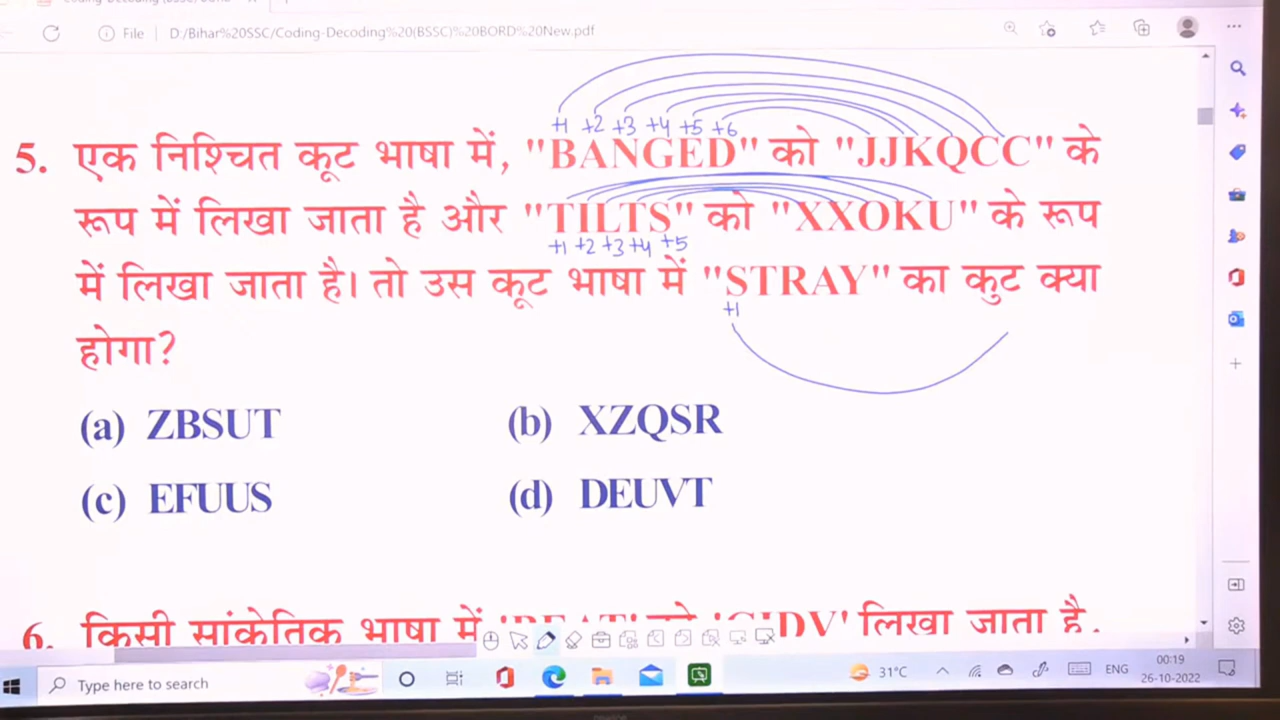 File D:/Bihar%20SSC/Coding-Decoding%20(BSSC)%20BORD%20New.pdf
+1 +2 +3 +4 +5 +6
5. एक निश्चित कूट भाषा में, "BANGED" को "JJKQCC" के
रूप में लिखा जाता है और "TILTS" को "XXOKU" के रूप
+1 +2 +3 +4 +5
में लिखा जाता है। तो उस कूट भाषा में "STRAY" का कुट क्या
+1
होगा?
(a) ZBSUT (b) XZQSR
(c) EFUUS (d) DEUVT
6. किसी सांकेतिक भाषा में लिखा जाता है.
Type here to search
31°C ENG 00:19
26-10-2022